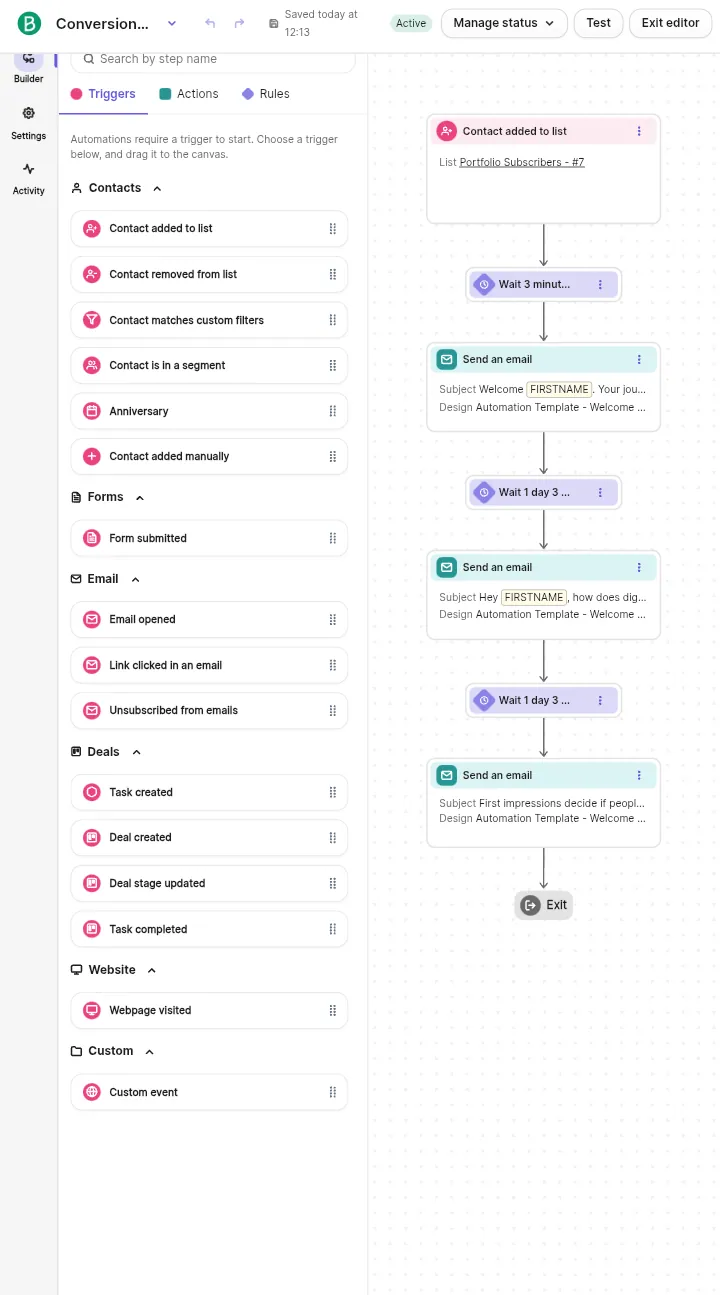 B
Conversion...
Saved today at
12:13
Active
Manage status
Test
Exit editor
Builder
Settings
Activity
Search by step name
Triggers
Actions
Rules
Automations require a trigger to start. Choose a trigger
below, and drag it to the canvas.
Contacts
Contact added to list
Contact removed from list
Contact matches custom filters
Contact is in a segment
Anniversary
Contact added manually
Forms
Form submitted
Email
Email opened
Link clicked in an email
Unsubscribed from emails
Deals
Task created
Deal created
Deal stage updated
Task completed
Website
Webpage visited
Custom
Custom event
Contact added to list
List Portfolio Subscribers - #7
Wait 3 minut...
Send an email
Subject Welcome FIRSTNAME. Your jou...
Design Automation Template - Welcome ...
Wait 1 day 3 ...
Send an email
Subject Hey FIRSTNAME, how does dig...
Design Automation Template - Welcome ...
Wait 1 day 3 ...
Send an email
Subject First impressions decide if peopl...
Design Automation Template - Welcome ...
Exit